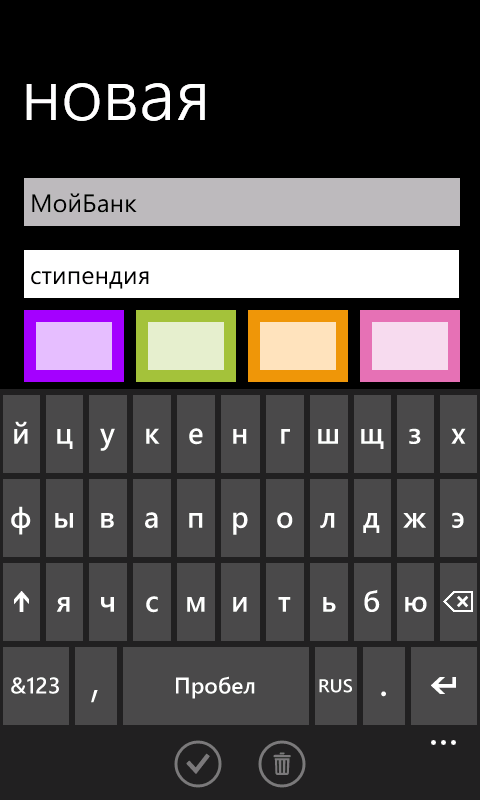 новая
МойБанк
стипендия
й ц у к е н г ш щ з х
ф ы в а п р о л д ж э
я ч с м и т ь б ю
&123 , Пробел RUS .